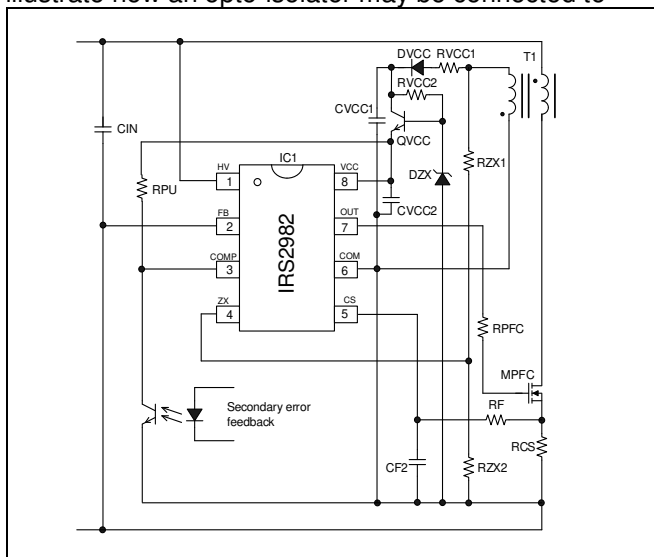 illustrate how an opto-isolator may be connected to
DVCC RVCC1
T1
RVCC2
CVCC1
CIN
QVCC
IC1
RZX1
HV
VCC
1
8
DZX
RPU
CVCC2
FB
OUT
2
7
IRS2982
COMP
COM
3
6
ZX
CS
4
5
RPFC
MPFC
Secondary error
feedback
RF
RCS
CF2
RZX2